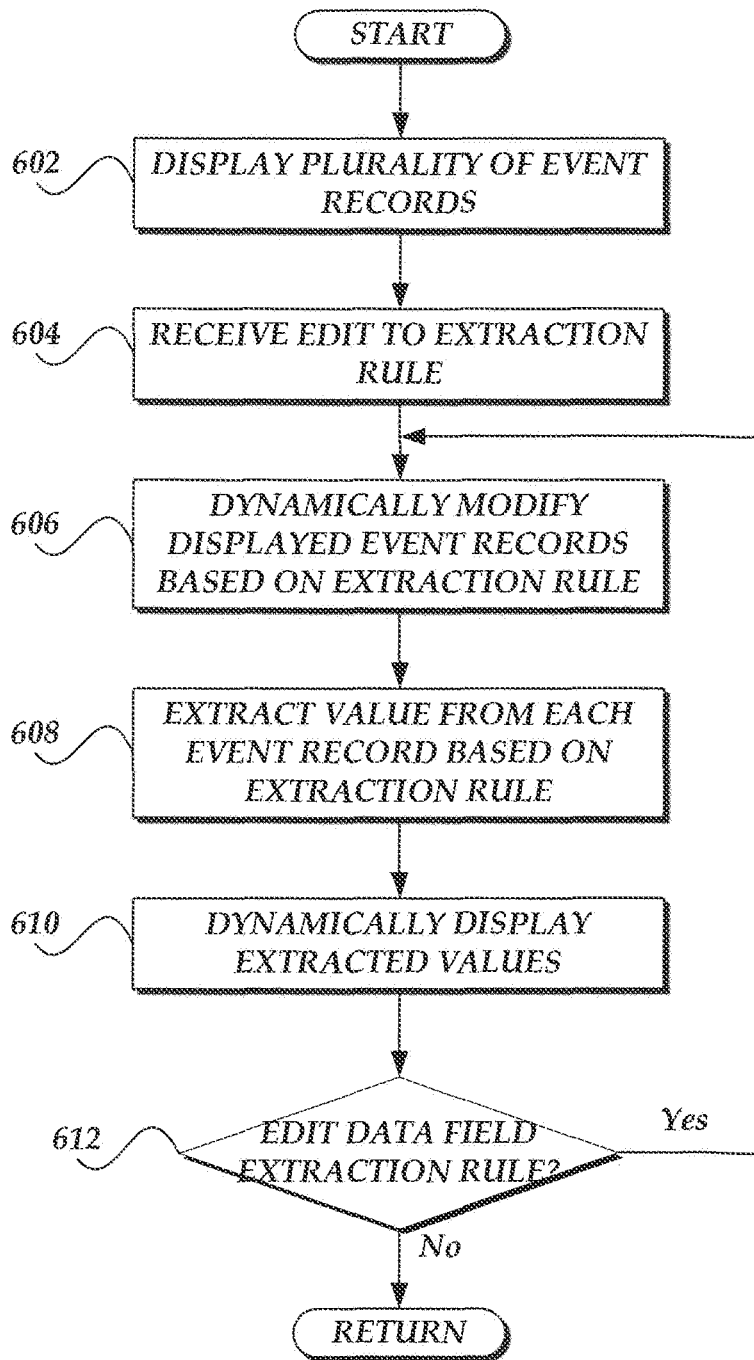 START
602
DISPLAY PLURALITY OF EVENT
RECORDS
604
RECEIVE EDIT TO EXTRACTION
RULE
606
DYNAMICALLY MODIFY
DISPLAYED EVENT RECORDS
BASED ON EXTRACTION RULE
608
EXTRACT VALUE FROM EACH
EVENT RECORD BASED ON
EXTRACTION RULE
610
DYNAMICALLY DISPLAY
EXTRACTED VALUES
612
EDIT DATA FIELD
EXTRACTION RULE?
Yes
No
RETURN